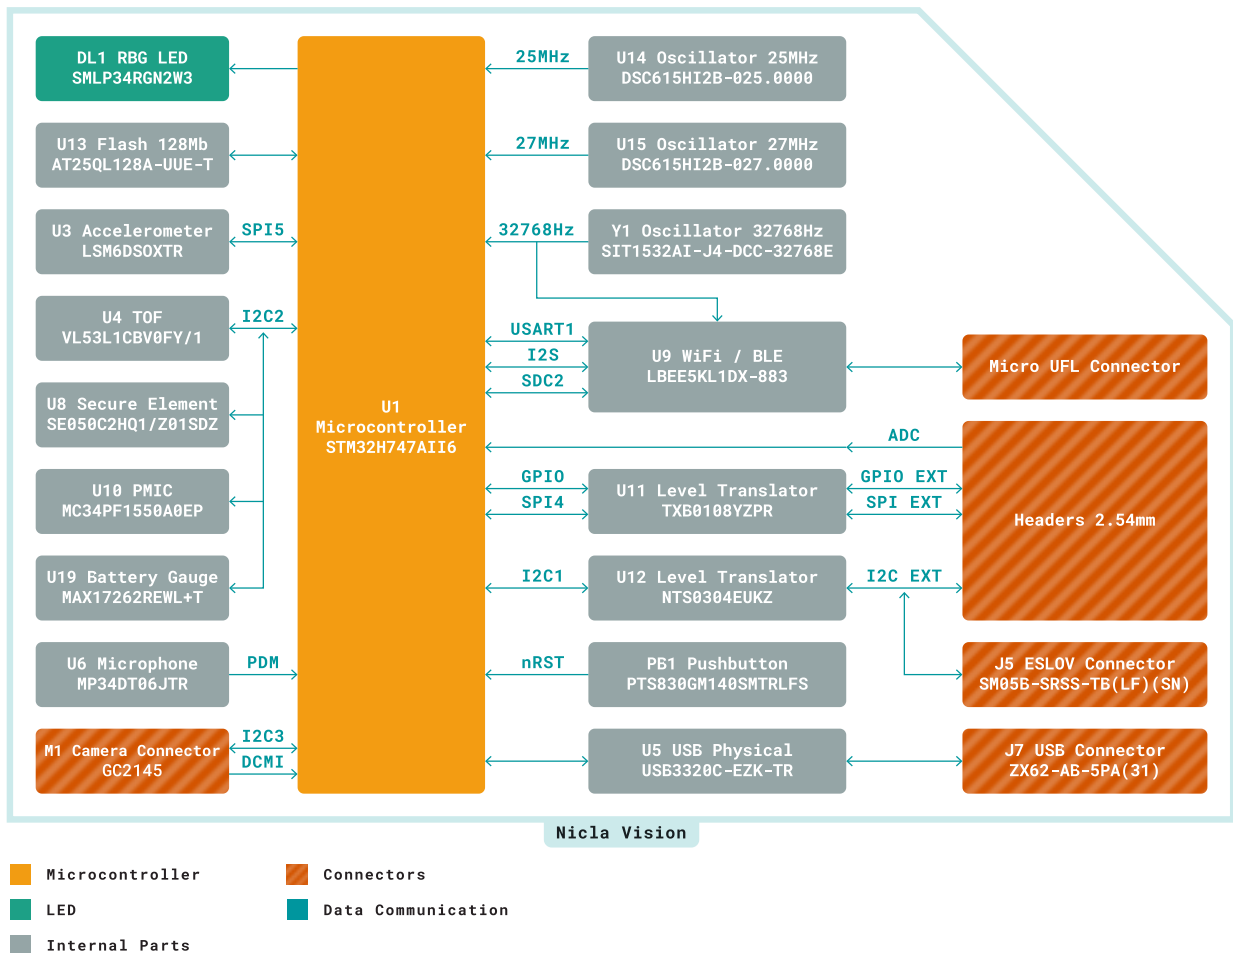 DL1 RBG LED
SMLP34RGN2W3
U13 Flash 128Mb
AT25QL128A-UUE-T
U3 Accelerometer
LSM6DSOXTR
SPI5
U4 TOF
VL53L1CBV0FY/1
I2C2
U8 Secure Element
SE050C2HQ1/Z01SDZ
U10 PMIC
MC34PF1550A0EP
U19 Battery Gauge
MAX17262REWL+T
U6 Microphone
MP34DT06JTR
PDM
M1 Camera Connector
GC2145
I2C3
DCMI
U1
Microcontroller
STM32H747AII6
25MHz
U14 Oscillator 25MHz
DSC615HI2B-025.0000
27MHz
U15 Oscillator 27MHz
DSC615HI2B-027.0000
32768Hz
Y1 Oscillator 32768Hz
SIT1532AI-J4-DCC-32768E
USART1
I2S
SDC2
U9 WiFi / BLE
LBEE5KL1DX-883
Micro UFL Connector
ADC
GPIO
SPI4
U11 Level Translator
TXB0108YZPR
GPIO EXT
SPI EXT
Headers 2.54mm
I2C1
U12 Level Translator
NTS0304EUKZ
I2C EXT
nRST
PB1 Pushbutton
PTS830GM140SMTRLFS
J5 ESLOV Connector
SM05B-SRSS-TB(LF)(SN)
U5 USB Physical
USB3320C-EZK-TR
J7 USB Connector
ZX62-AB-5PA(31)
Nicla Vision
Microcontroller
LED
Internal Parts
Connectors
Data Communication